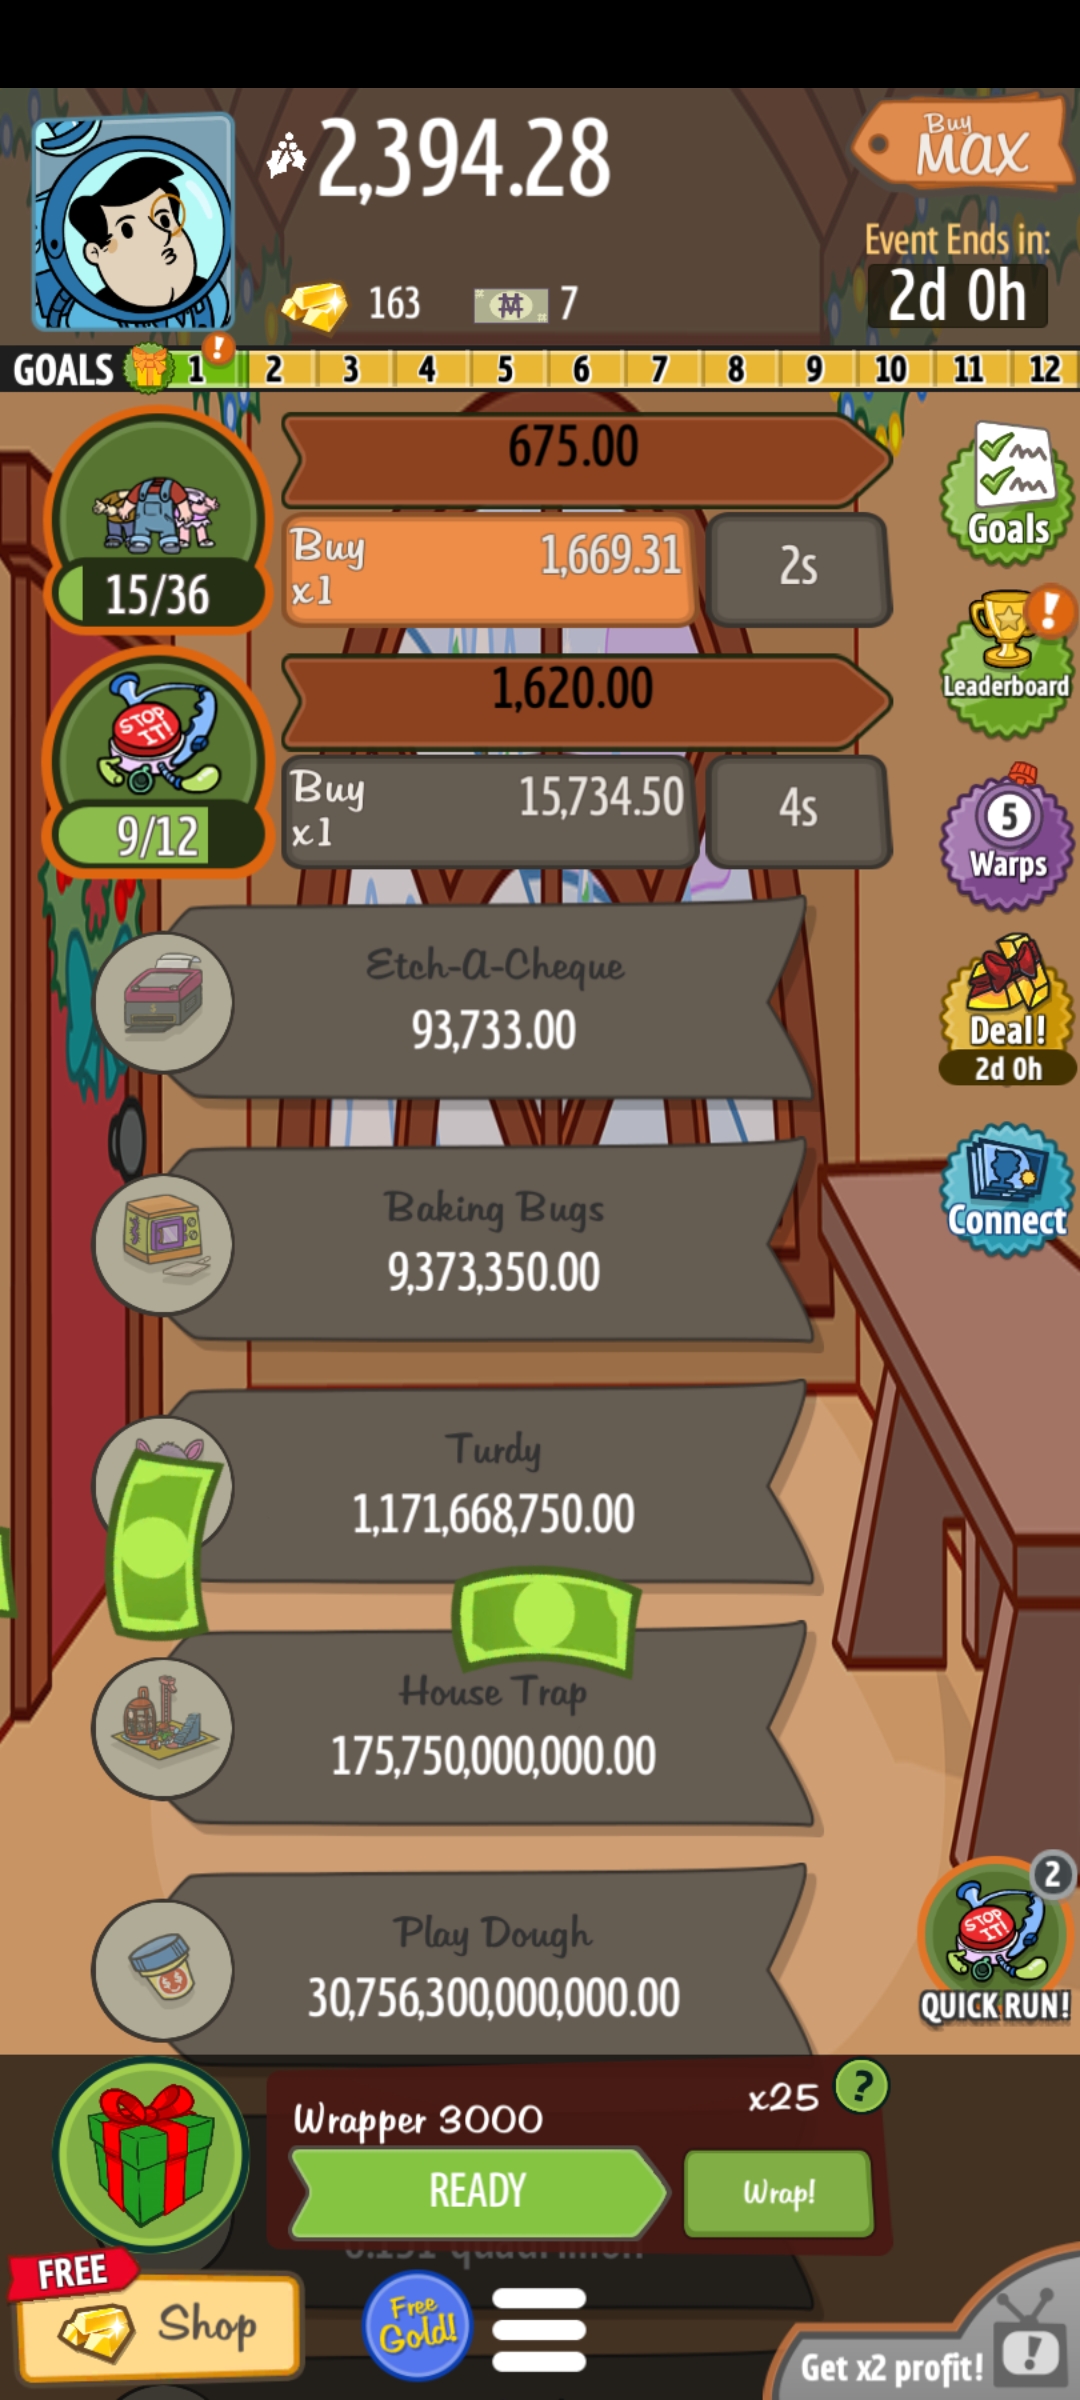 2,394.28
Buy
MAX
Event Ends in:
2d 0h
163
7
GOALS 1 ! 2 3 4 5 6 7 8 9 10 11 12
675.00
15/36
Buy
x1
1,669.31
2s
Goals
STOP
IT!
9/12
1,620.00
Buy
x1
15,734.50
4s
!
Leaderboard
5
Warps
Etch-A-Cheque
93,733.00
Deal!
2d 0h
Baking Bugs
9,373,350.00
Connect
Turdy
1,171,668,750.00
House Trap
175,750,000,000.00
Play Dough
30,756,300,000,000.00
2
STOP
IT!
QUICK RUN!
Wrapper 3000
x25
?
READY
Wrap!
FREE
Shop
Free
Gold!
Get x2 profit!
!